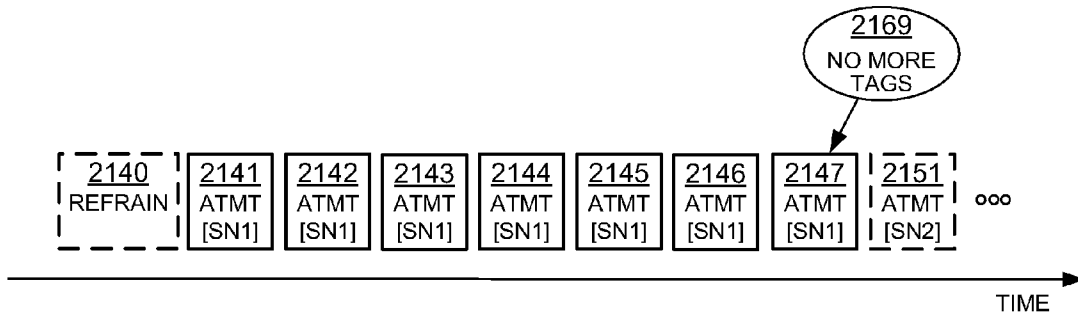 2169
NO MORE
TAGS
2140 2141 2142 2143 2144 2145 2146 2147 2151
REFRAIN ATMT ATMT ATMT ATMT ATMT ATMT ATMT ATMT ooo
[SN1] [SN1] [SN1] [SN1] [SN1] [SN1] [SN1] [SN2]
TIME